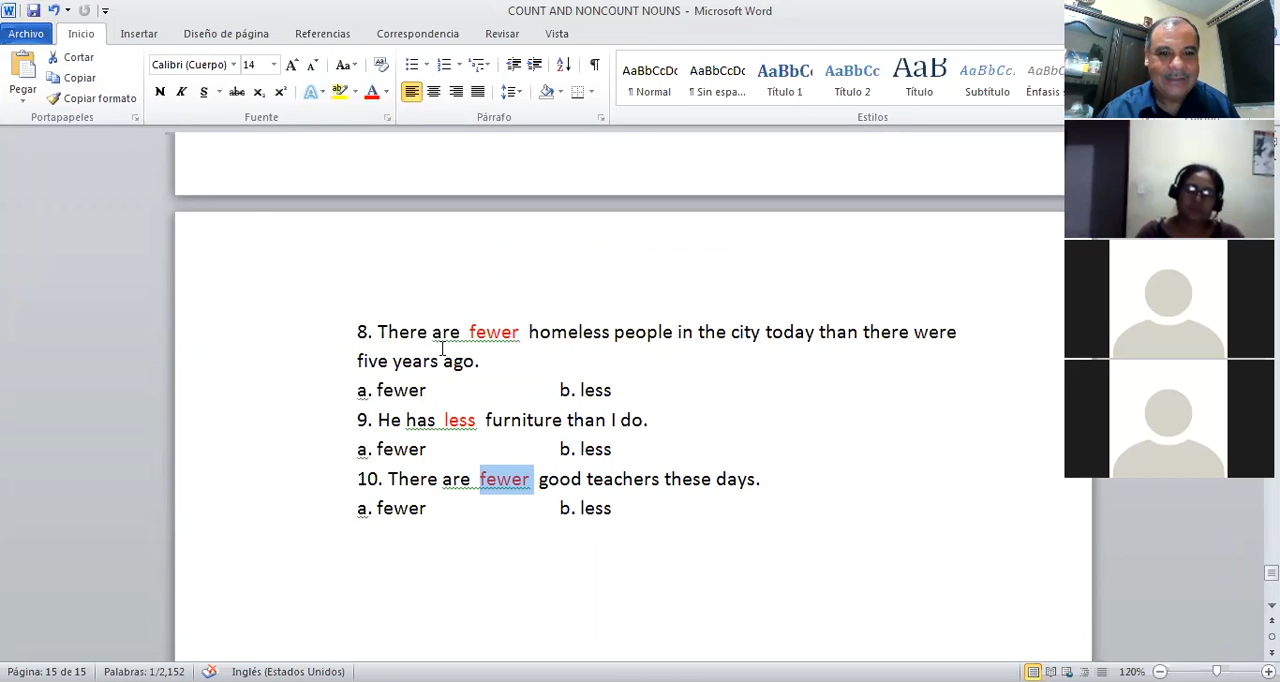 COUNT AND NONCOUNT NOUNS - Microsoft Word
Archivo Inicio Insertar Diseño de página Referencias Correspondencia Revisar Vista
Pegar
Cortar
Copiar
Copiar formato
Portapapeles
Calibri (Cuerpo) 14
Fuente
Párrafo
AaBbCcDc AaBbCcDc AaBbC AaBbCc AaB AaBbCc. AaBbC
¶ Normal ¶ Sin espa... Título 1 Título 2 Título Subtítulo Énfasis
Estilos
8. There are fewer homeless people in the city today than there were
five years ago.
a. fewer b. less
9. He has less furniture than I do.
a. fewer b. less
10. There are fewer good teachers these days.
a. fewer b. less
Página: 15 de 15 Palabras: 1/2,152 Inglés (Estados Unidos) 120%